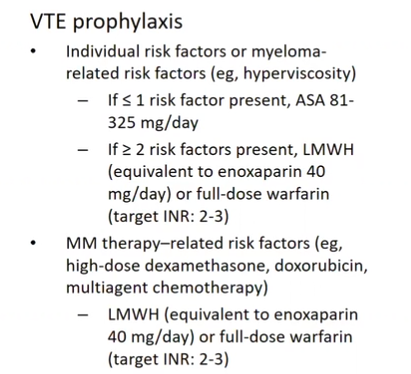 VTE prophylaxis
• Individual risk factors or myeloma-
related risk factors (eg, hyperviscosity)
– If ≤ 1 risk factor present, ASA 81-
325 mg/day
– If ≥ 2 risk factors present, LMWH
(equivalent to enoxaparin 40
mg/day) or full-dose warfarin
(target INR: 2-3)
• MM therapy–related risk factors (eg,
high-dose dexamethasone, doxorubicin,
multiagent chemotherapy)
– LMWH (equivalent to enoxaparin
40 mg/day) or full-dose warfarin
(target INR: 2-3)